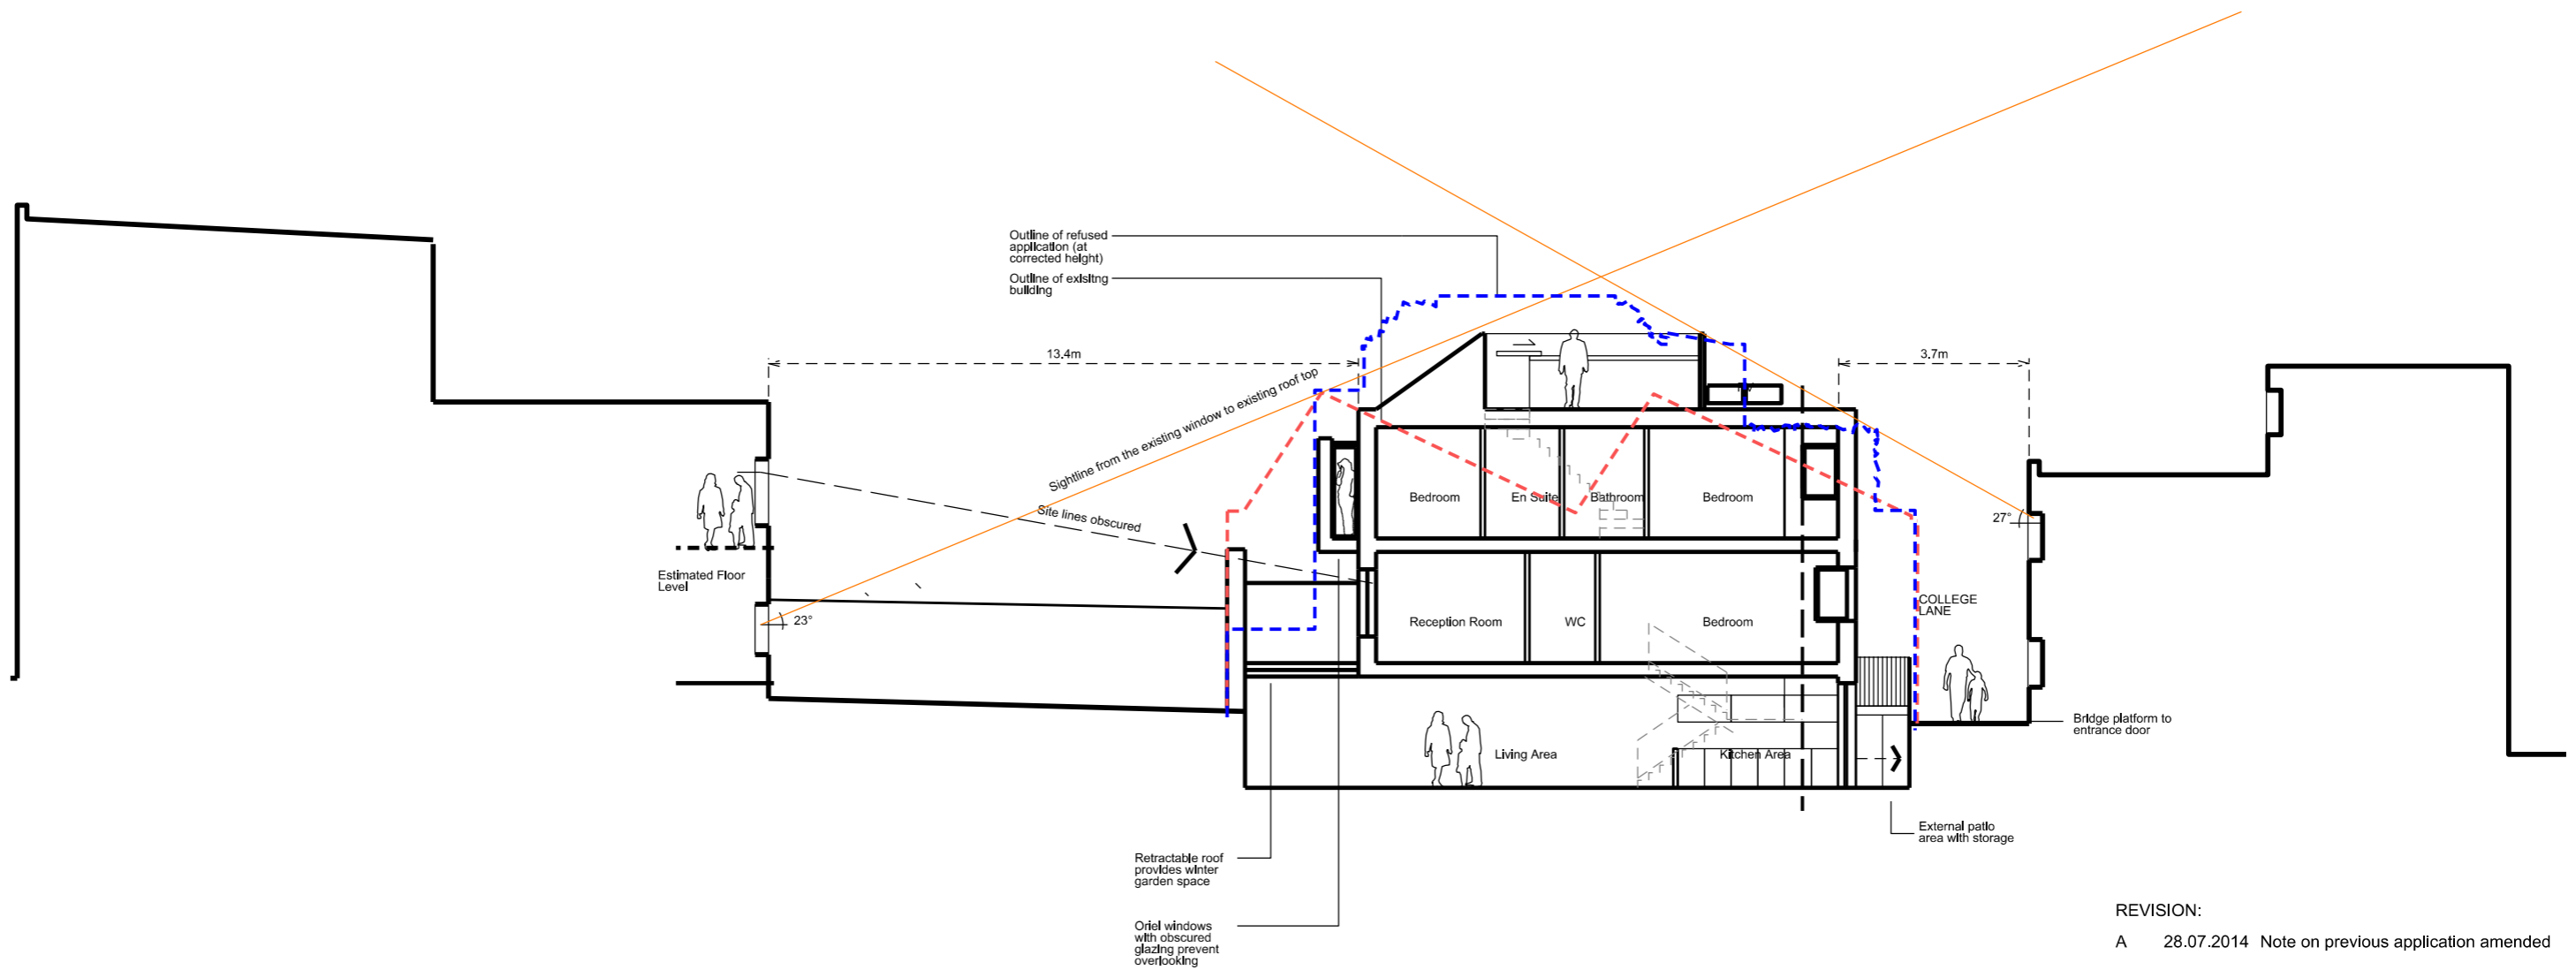 Outline of refused
application (at
corrected height)
Outline of exisitng
building
13.4m
3.7m
Sightline from the existing window to existing roof top
Site lines obscured
Estimated Floor
Level
23°
27°
PV
Bedroom
En Suite
Bathroom
Bedroom
Reception Room
WC
Bedroom
COLLEGE
LANE
Living Area
Kitchen Area
Bridge platform to
entrance door
External patio
area with storage
Retractable roof
provides winter
garden space
Oriel windows
with obscured
glazing prevent
overlooking
REVISION:
A 28.07.2014 Note on previous application amended